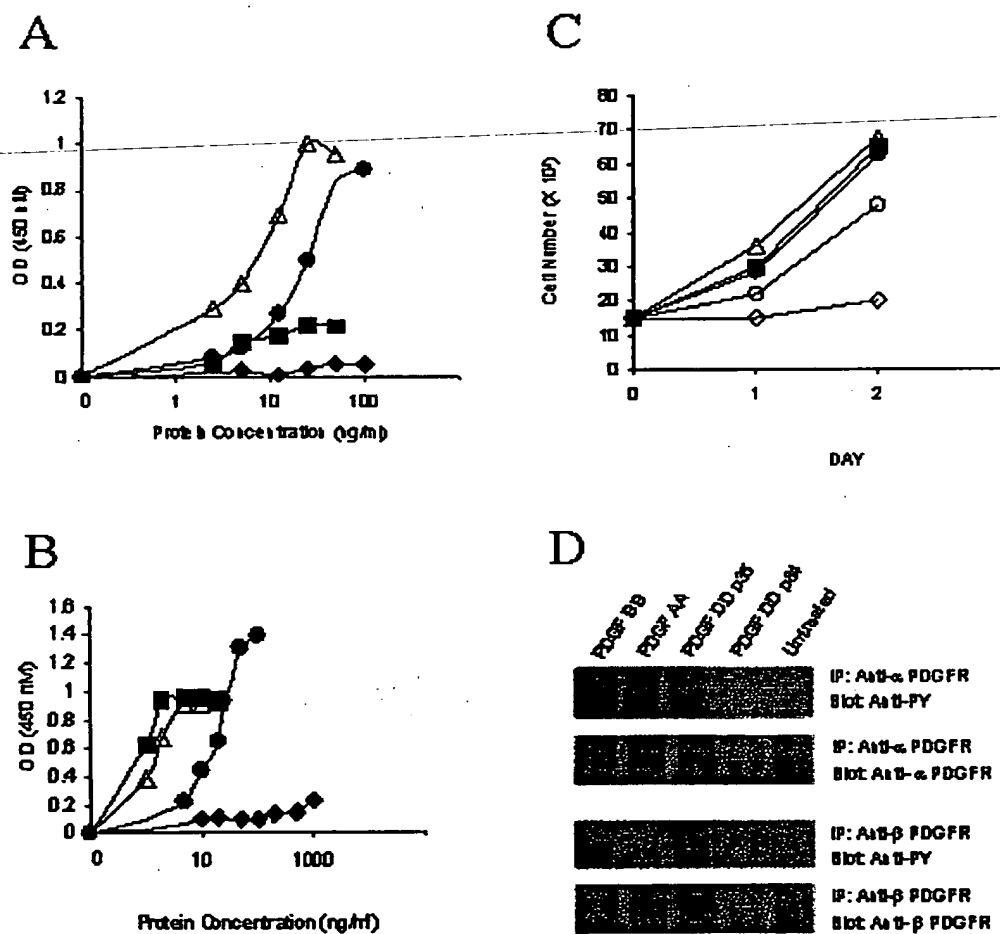 A
1.2
1
0.8
0.6
0.4
0.2
0
0 1 10 100
OD (450 nM)
Protein Concentration (ng/ml)
C
80
70
60
50
40
30
20
10
0
0 1 2
Cell Number (X 10³)
DAY
B
1.6
1.4
1
0.8
0.4
0.2
0
0 10 1000
OD (450 nM)
Protein Concentration (ng/ml)
D
PDGF BB
PDGF AA
PDGF DD p35
PDGF DD p84
Untreated
IP: Anti-α PDGFR
Blot: Anti-PY
IP: Anti-α PDGFR
Blot: Anti-α PDGFR
IP: Anti-β PDGFR
Blot: Anti-PY
IP: Anti-β PDGFR
Blot: Anti-β PDGFR